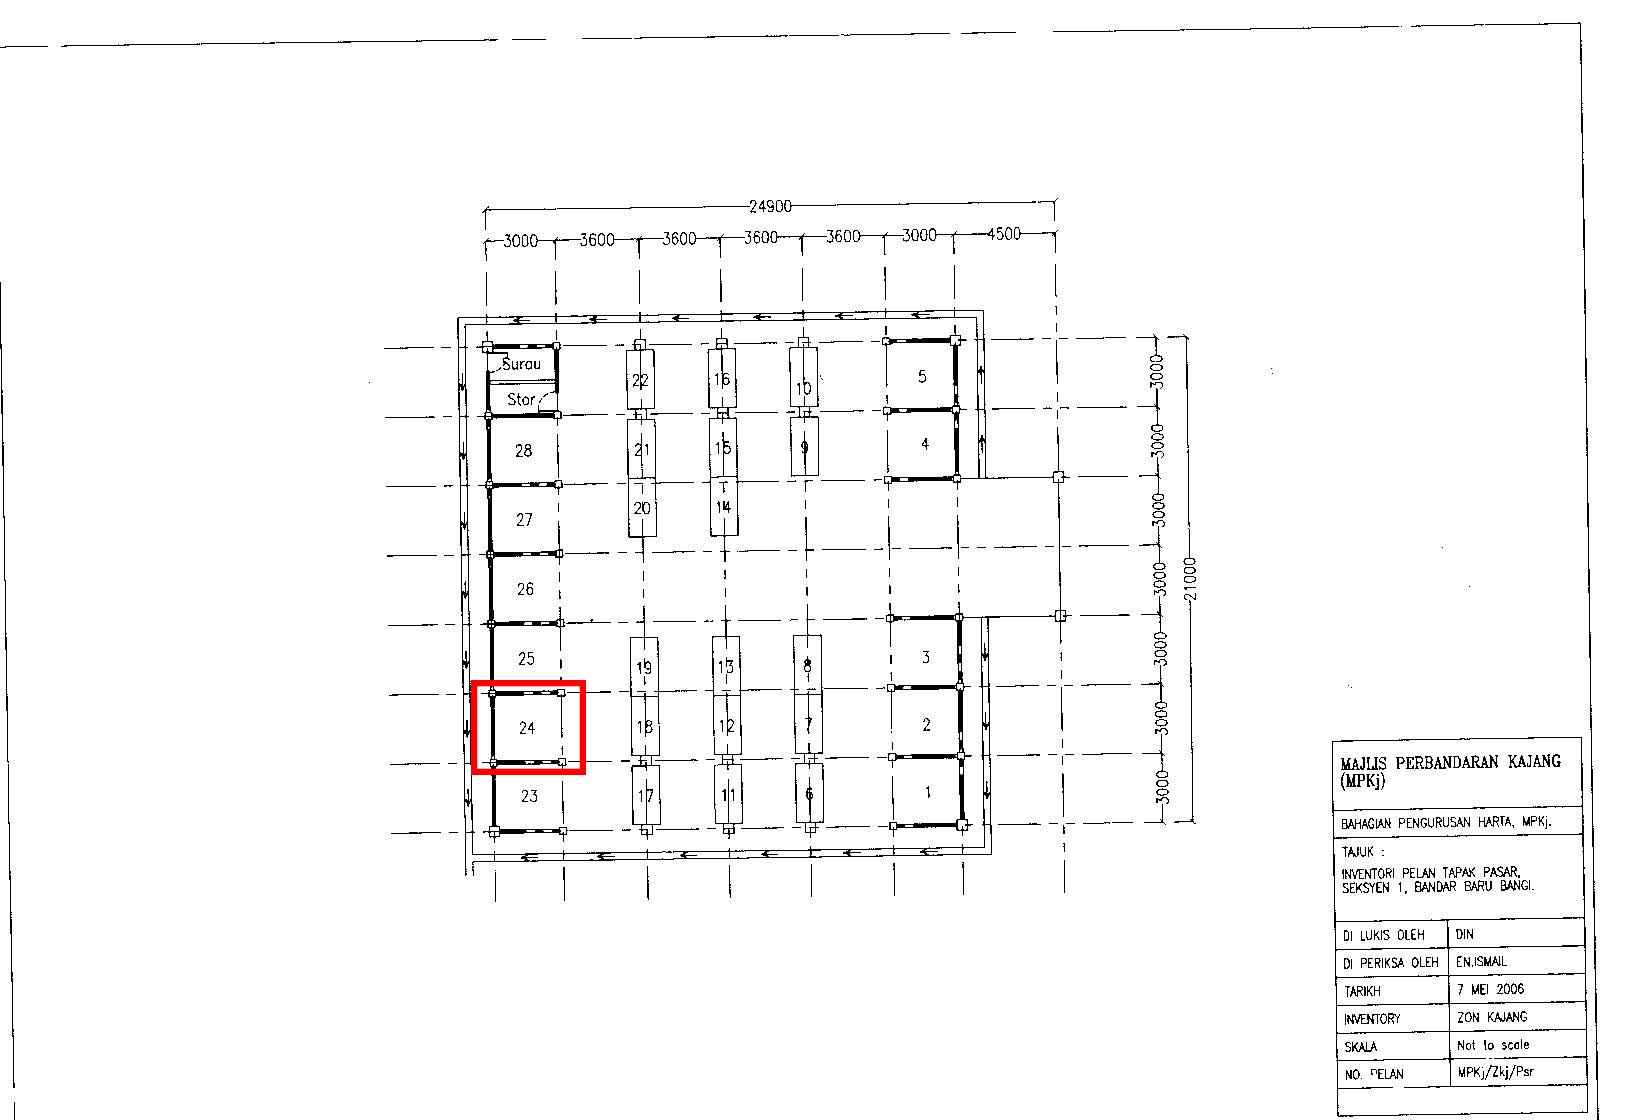 24900
3000 3600 3600 3600 3600 3000 4500
Surau
Stor
22 16 10 5
28 21 15 9 4
27 20 14
26
25 19 13 8 3
24 18 12 7 2
23 17 11 6 1
3000
3000
3000
3000
3000
3000
3000
21000
MAJLIS PERBANDARAN KAJANG
(MPKj)
BAHAGIAN PENGURUSAN HARTA, MPKj.
TAJUK :
INVENTORI PELAN TAPAK PASAR,
SEKSYEN 1, BANDAR BARU BANGI.
DI LUKIS OLEH DIN
DI PERIKSA OLEH EN.ISMAIL
TARIKH 7 MEI 2006
INVENTORY ZON KAJANG
SKALA Not to scale
NO. PELAN MPKj/Zkj/Psr